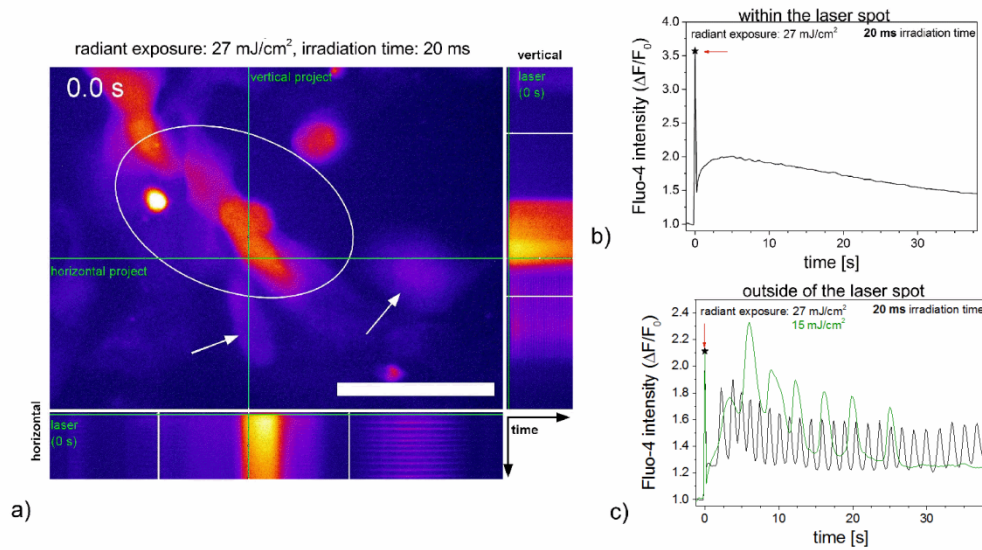 radiant exposure: 27 mJ/cm², irradiation time: 20 ms
vertical
0.0 s
vertical project
laser
(0 s)
horizontal project
horizontal
laser
(0 s)
time
a)
within the laser spot
radiant exposure: 27 mJ/cm² 20 ms irradiation time
Fluo-4 intensity (ΔF/F₀)
4.0
3.5
3.0
2.5
2.0
1.5
1.0
0 10 20 30
time [s]
b)
outside of the laser spot
radiant exposure: 27 mJ/cm² 20 ms irradiation time
15 mJ/cm²
Fluo-4 intensity (ΔF/F₀)
2.4
2.2
2.0
1.8
1.6
1.4
1.2
1.0
0 10 20 30
time [s]
c)